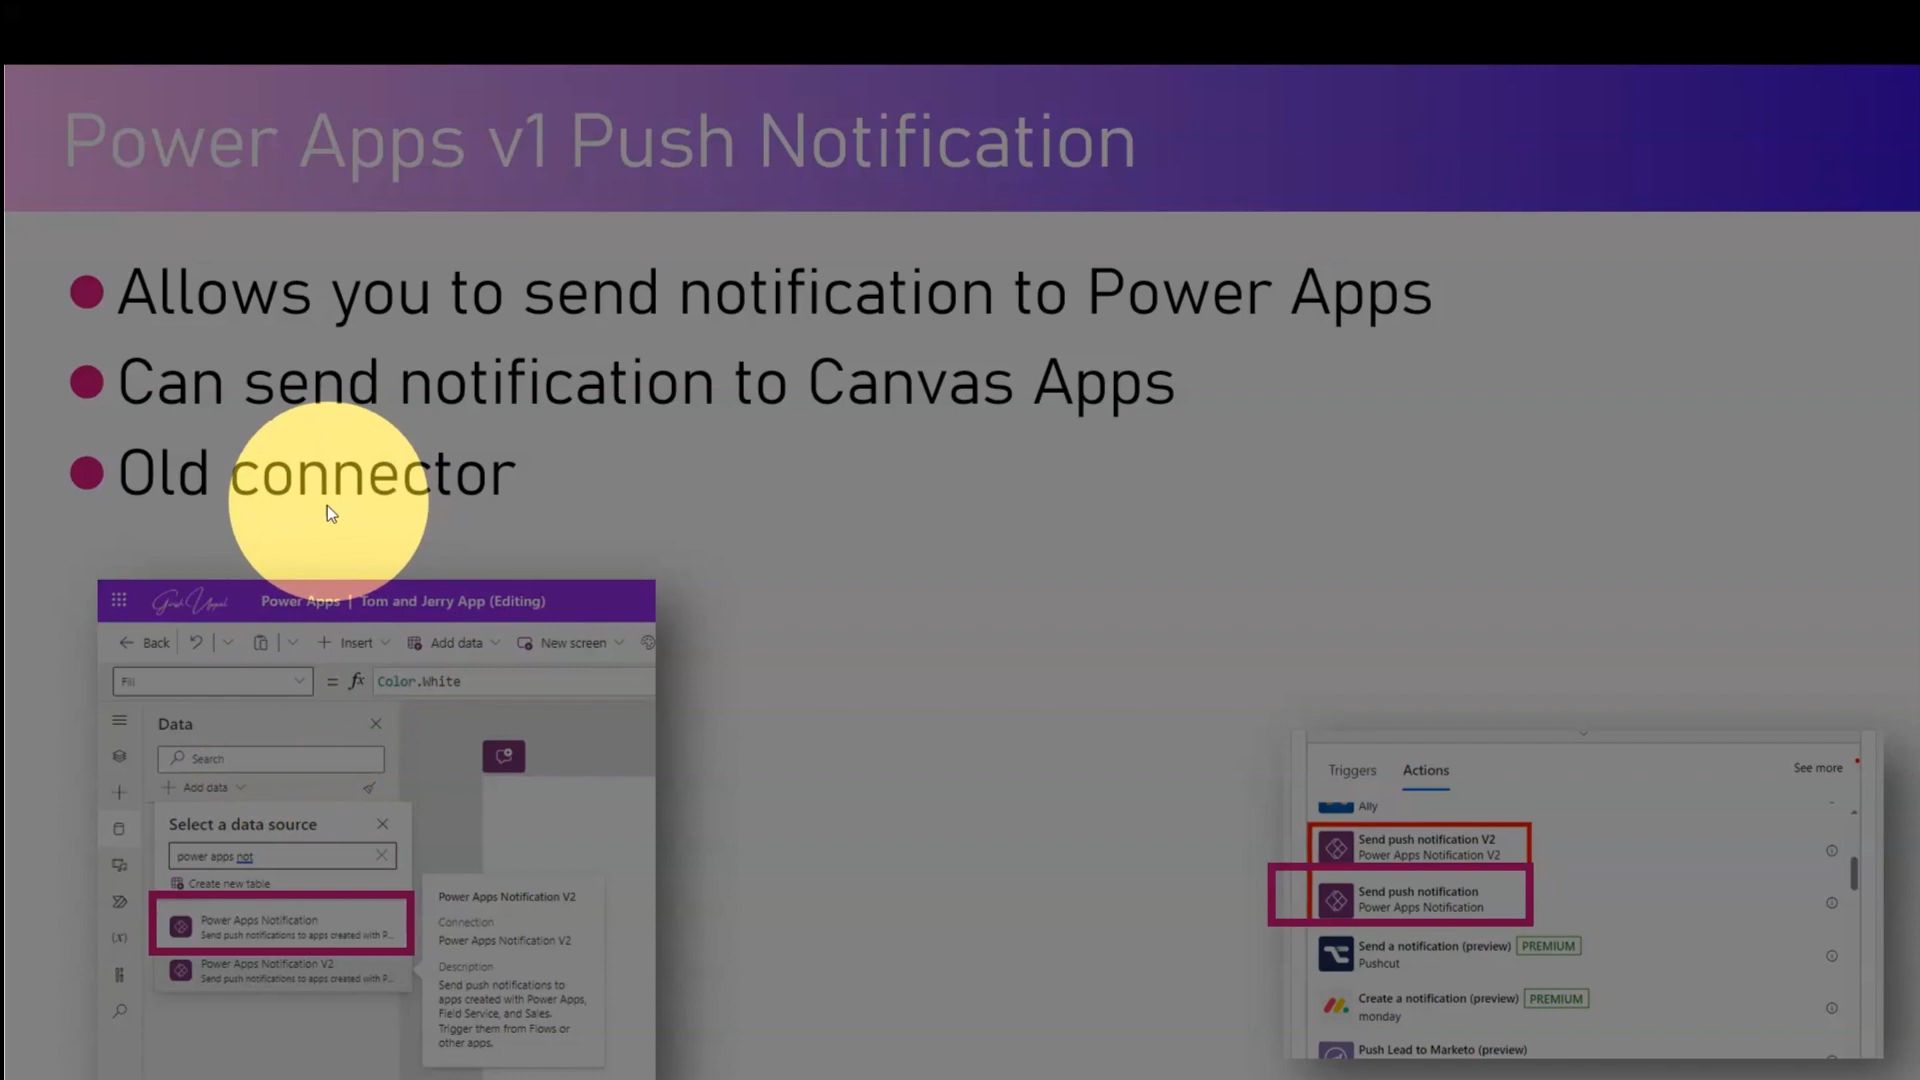 Power Apps v1 Push Notification
Allows you to send notification to Power Apps
Can send notification to Canvas Apps
Old connector
Power Apps | Tom and Jerry App (Editing)
Back
Insert
Add data
New screen
Fill
= fx Color.White
Data
Search
Add data
Select a data source
power apps not
Create new table
Power Apps Notification
Send push notifications to apps created with P...
Power Apps Notification V2
Send push notifications to apps created with P...
Power Apps Notification V2
Connection
Power Apps Notification V2
Description
Send push notifications to
apps created with Power Apps,
Field Service, and Sales.
Trigger them from Flows or
other apps.
Triggers Actions See more
Ally
Send push notification V2
Power Apps Notification V2
Send push notification
Power Apps Notification
Send a notification (preview) PREMIUM
Pushcut
Create a notification (preview) PREMIUM
monday
Push Lead to Marketo (preview)